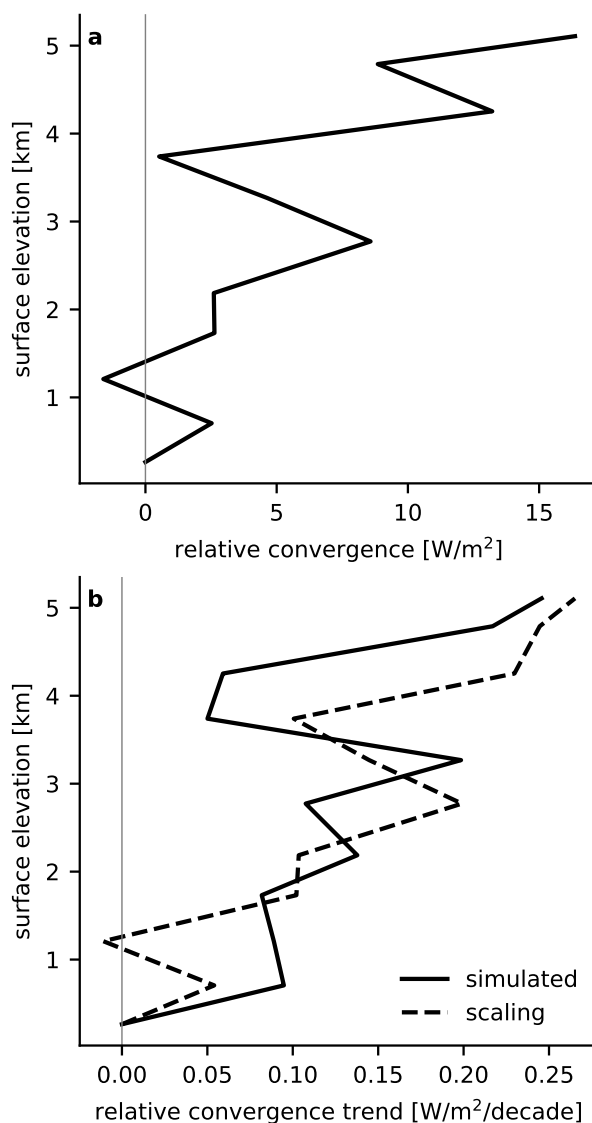 a
5
4
3
2
1
surface elevation [km]
0 5 10 15
relative convergence [W/m²]
b
5
4
3
2
1
surface elevation [km]
simulated
scaling
0.00 0.05 0.10 0.15 0.20 0.25
relative convergence trend [W/m²/decade]